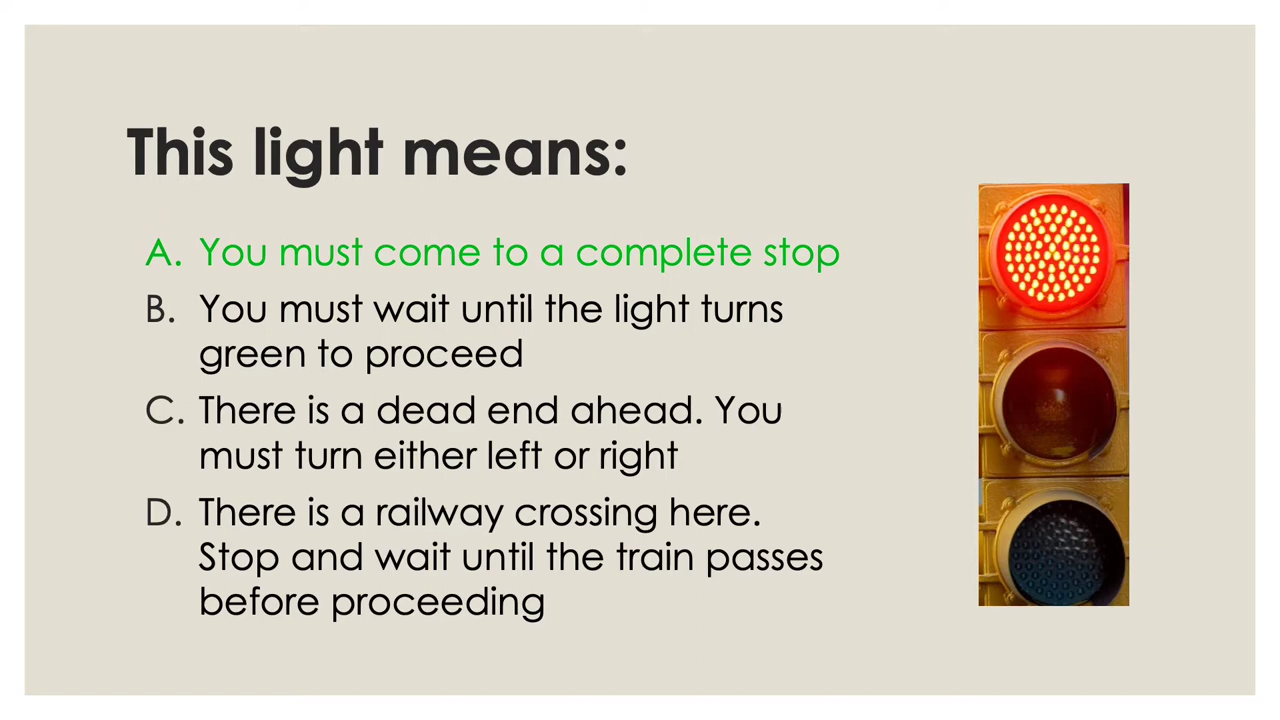 This light means:
A. You must come to a complete stop
B. You must wait until the light turns
green to proceed
C. There is a dead end ahead. You
must turn either left or right
D. There is a railway crossing here.
Stop and wait until the train passes
before proceeding